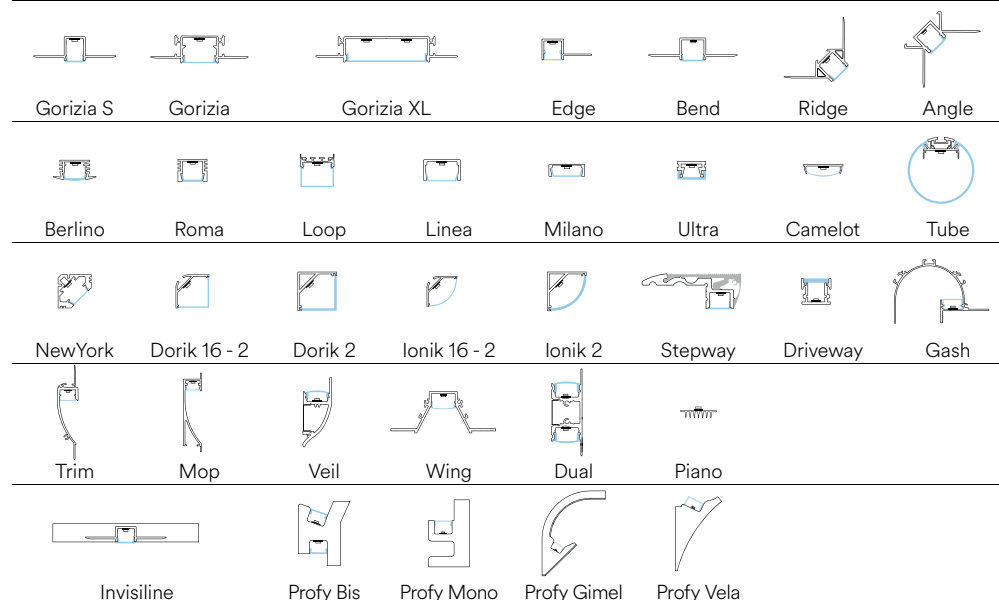 Gorizia S Gorizia Gorizia XL Edge Bend Ridge Angle
Berlino Roma Loop Linea Milano Ultra Camelot Tube
NewYork Dorik 16 - 2 Dorik 2 Ionik 16 - 2 Ionik 2 Stepway Driveway Gash
Trim Mop Veil Wing Dual Piano
Invisiline Profy Bis Profy Mono Profy Gimel Profy Vela